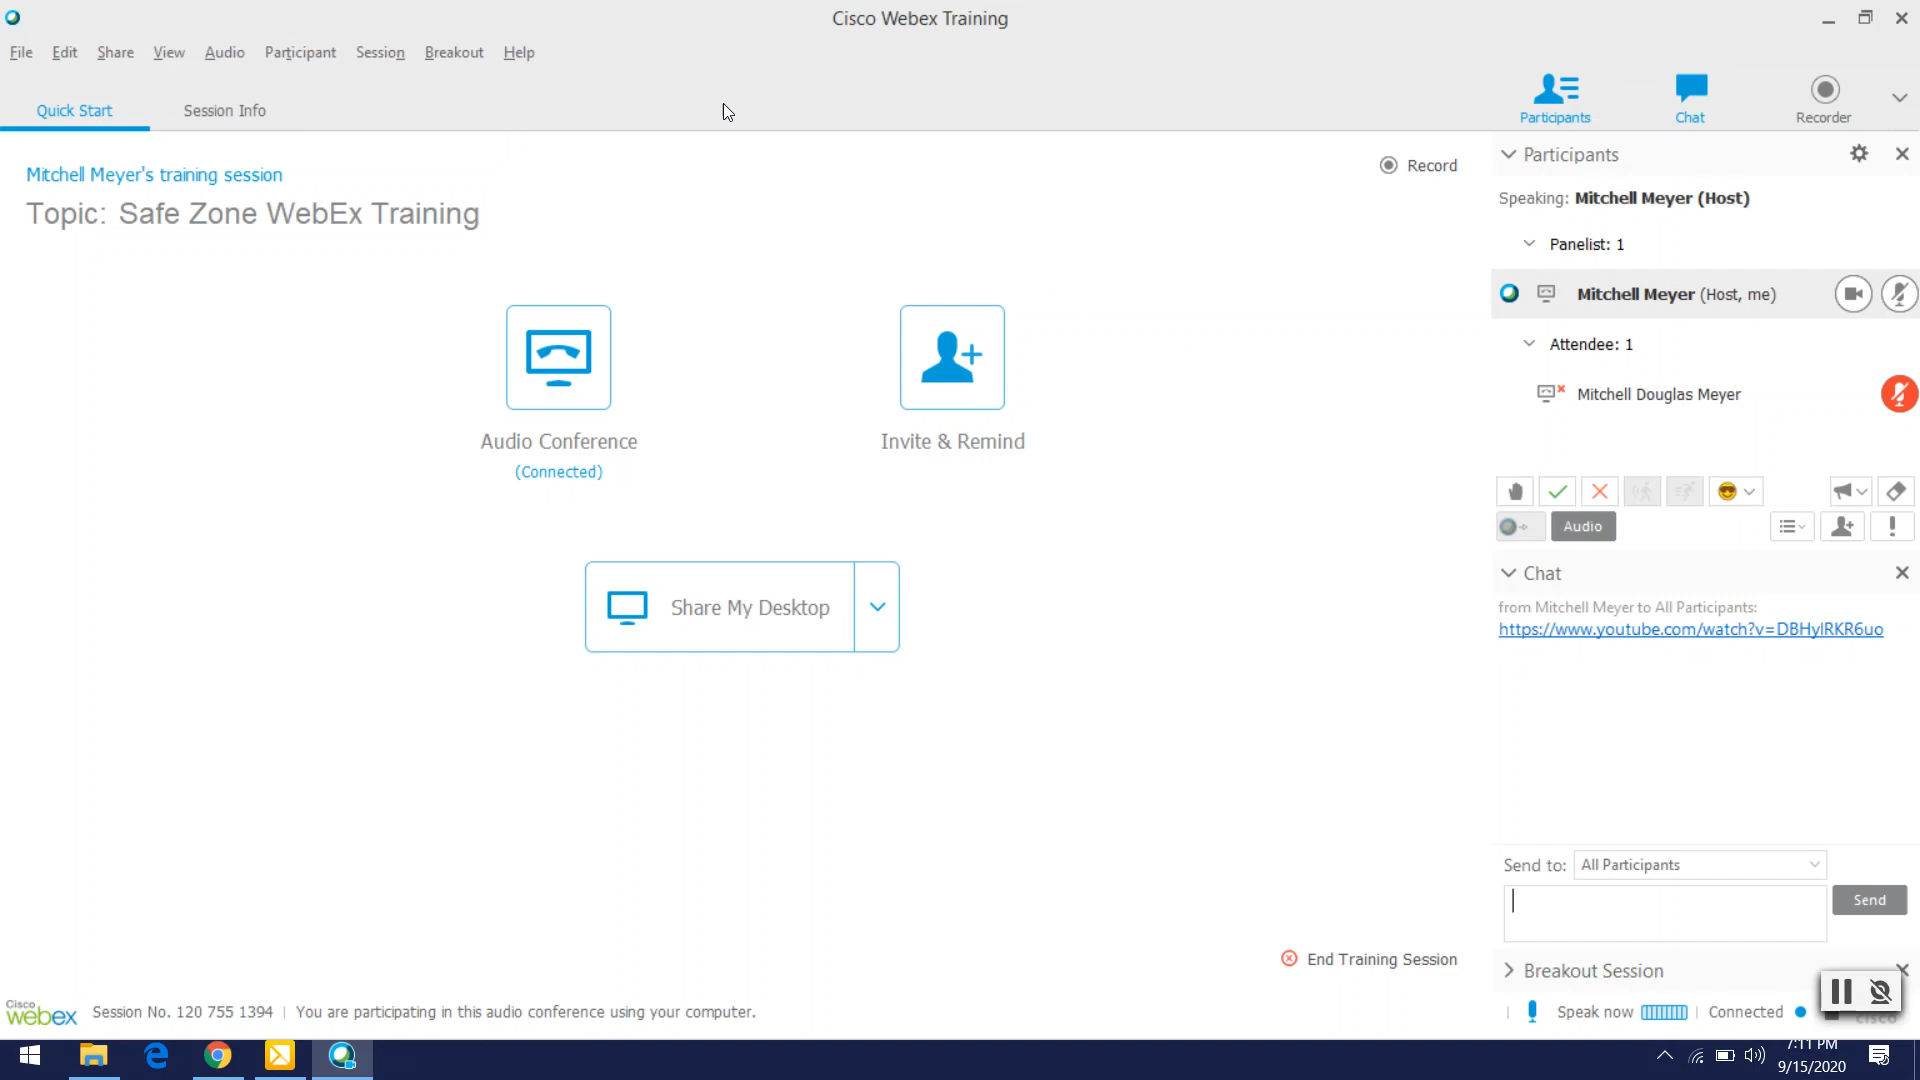 Cisco Webex Training
File Edit Share View Audio Participant Session Breakout Help
Quick Start Session Info
Participants Chat Recorder
Mitchell Meyer's training session
Topic: Safe Zone WebEx Training
Record
Audio Conference
(Connected)
Invite & Remind
Share My Desktop
End Training Session
Participants
Speaking: Mitchell Meyer (Host)
Panelist: 1
Mitchell Meyer (Host, me)
Attendee: 1
Mitchell Douglas Meyer
Audio
Chat
from Mitchell Meyer to All Participants:
https://www.youtube.com/watch?v=DBHylRKR6uo
Send to: All Participants
Send
Breakout Session
Cisco
webex
Session No. 120 755 1394 | You are participating in this audio conference using your computer.
Speak now | Connected
cisco
7:11 PM
9/15/2020